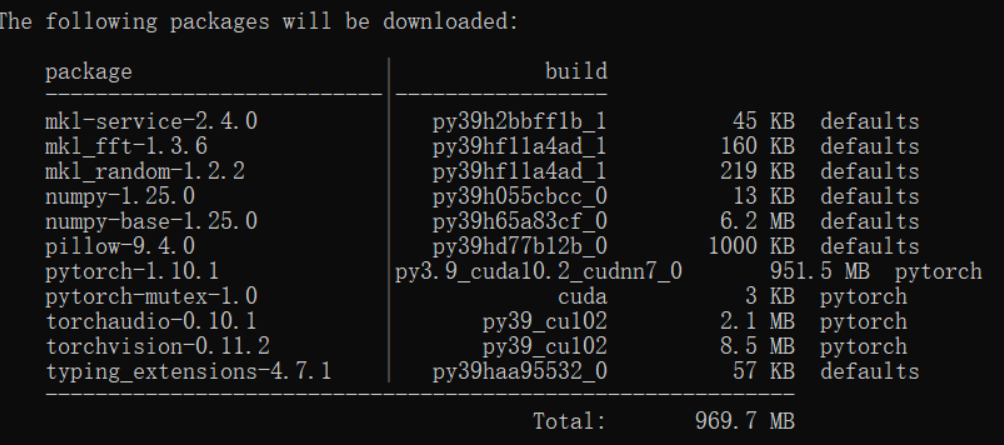 The following packages will be downloaded:
package | build
---------------------------|-----------------
mkl-service-2.4.0 | py39h2bbff1b_1 45 KB defaults
mkl_fft-1.3.6 | py39hf11a4ad_1 160 KB defaults
mkl_random-1.2.2 | py39hf11a4ad_1 219 KB defaults
numpy-1.25.0 | py39h055cbcc_0 13 KB defaults
numpy-base-1.25.0 | py39h65a83cf_0 6.2 MB defaults
pillow-9.4.0 | py39hd77b12b_0 1000 KB defaults
pytorch-1.10.1 |py3.9_cuda10.2_cudnn7_0 951.5 MB pytorch
pytorch-mutex-1.0 | cuda 3 KB pytorch
torchaudio-0.10.1 | py39_cu102 2.1 MB pytorch
torchvision-0.11.2 | py39_cu102 8.5 MB pytorch
typing_extensions-4.7.1 | py39haa95532_0 57 KB defaults
------------------------------------------------------------
Total: 969.7 MB